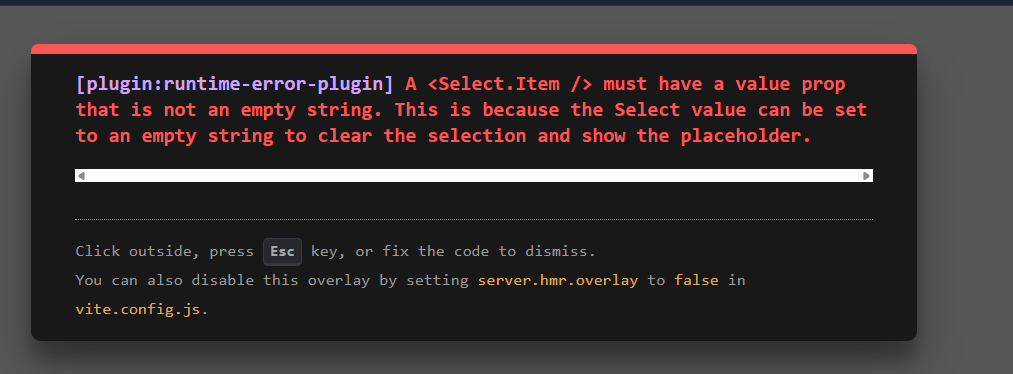 [plugin:runtime-error-plugin] A <Select.Item /> must have a value prop
that is not an empty string. This is because the Select value can be set
to an empty string to clear the selection and show the placeholder.
Click outside, press Esc key, or fix the code to dismiss.
You can also disable this overlay by setting server.hmr.overlay to false in
vite.config.js.